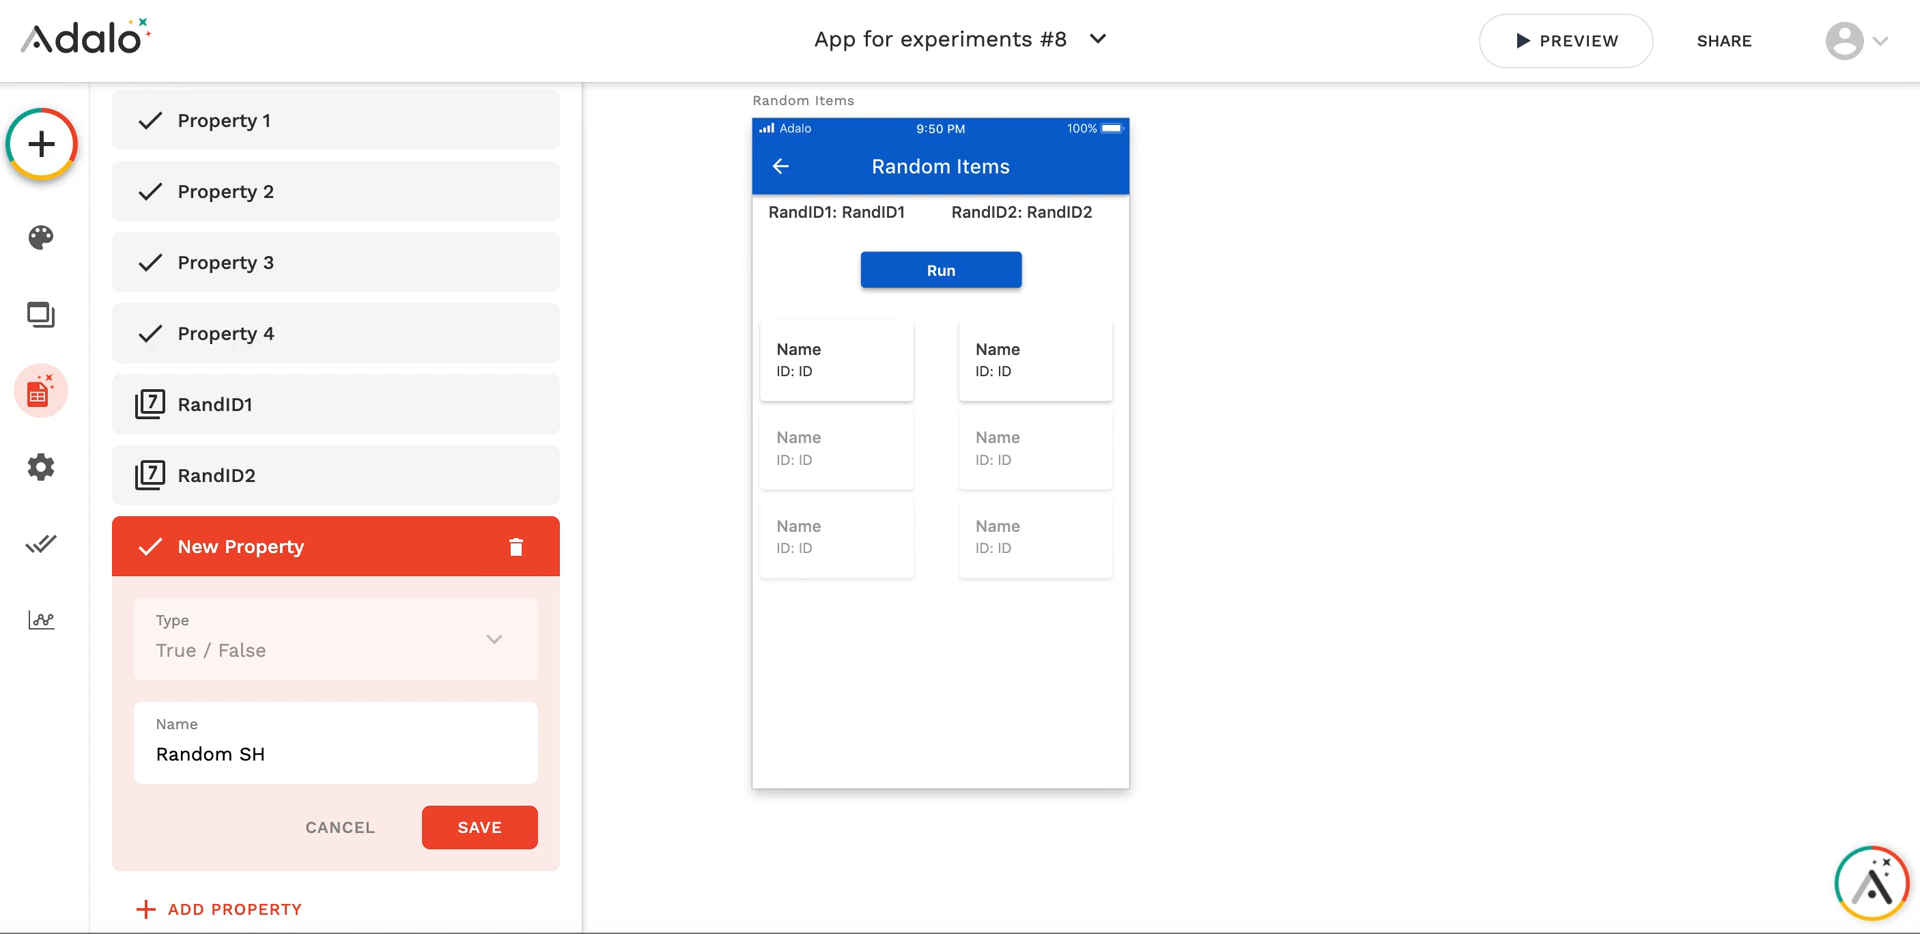 Adalo
App for experiments #8
PREVIEW
SHARE
Property 1
Property 2
Property 3
Property 4
7 RandID1
7 RandID2
New Property
Type
True / False
Name
Random SH
CANCEL
SAVE
ADD PROPERTY
Random Items
Adalo 9:50 PM 100%
Random Items
RandID1: RandID1 RandID2: RandID2
Run
Name Name
ID: ID ID: ID
Name Name
ID: ID ID: ID
Name Name
ID: ID ID: ID